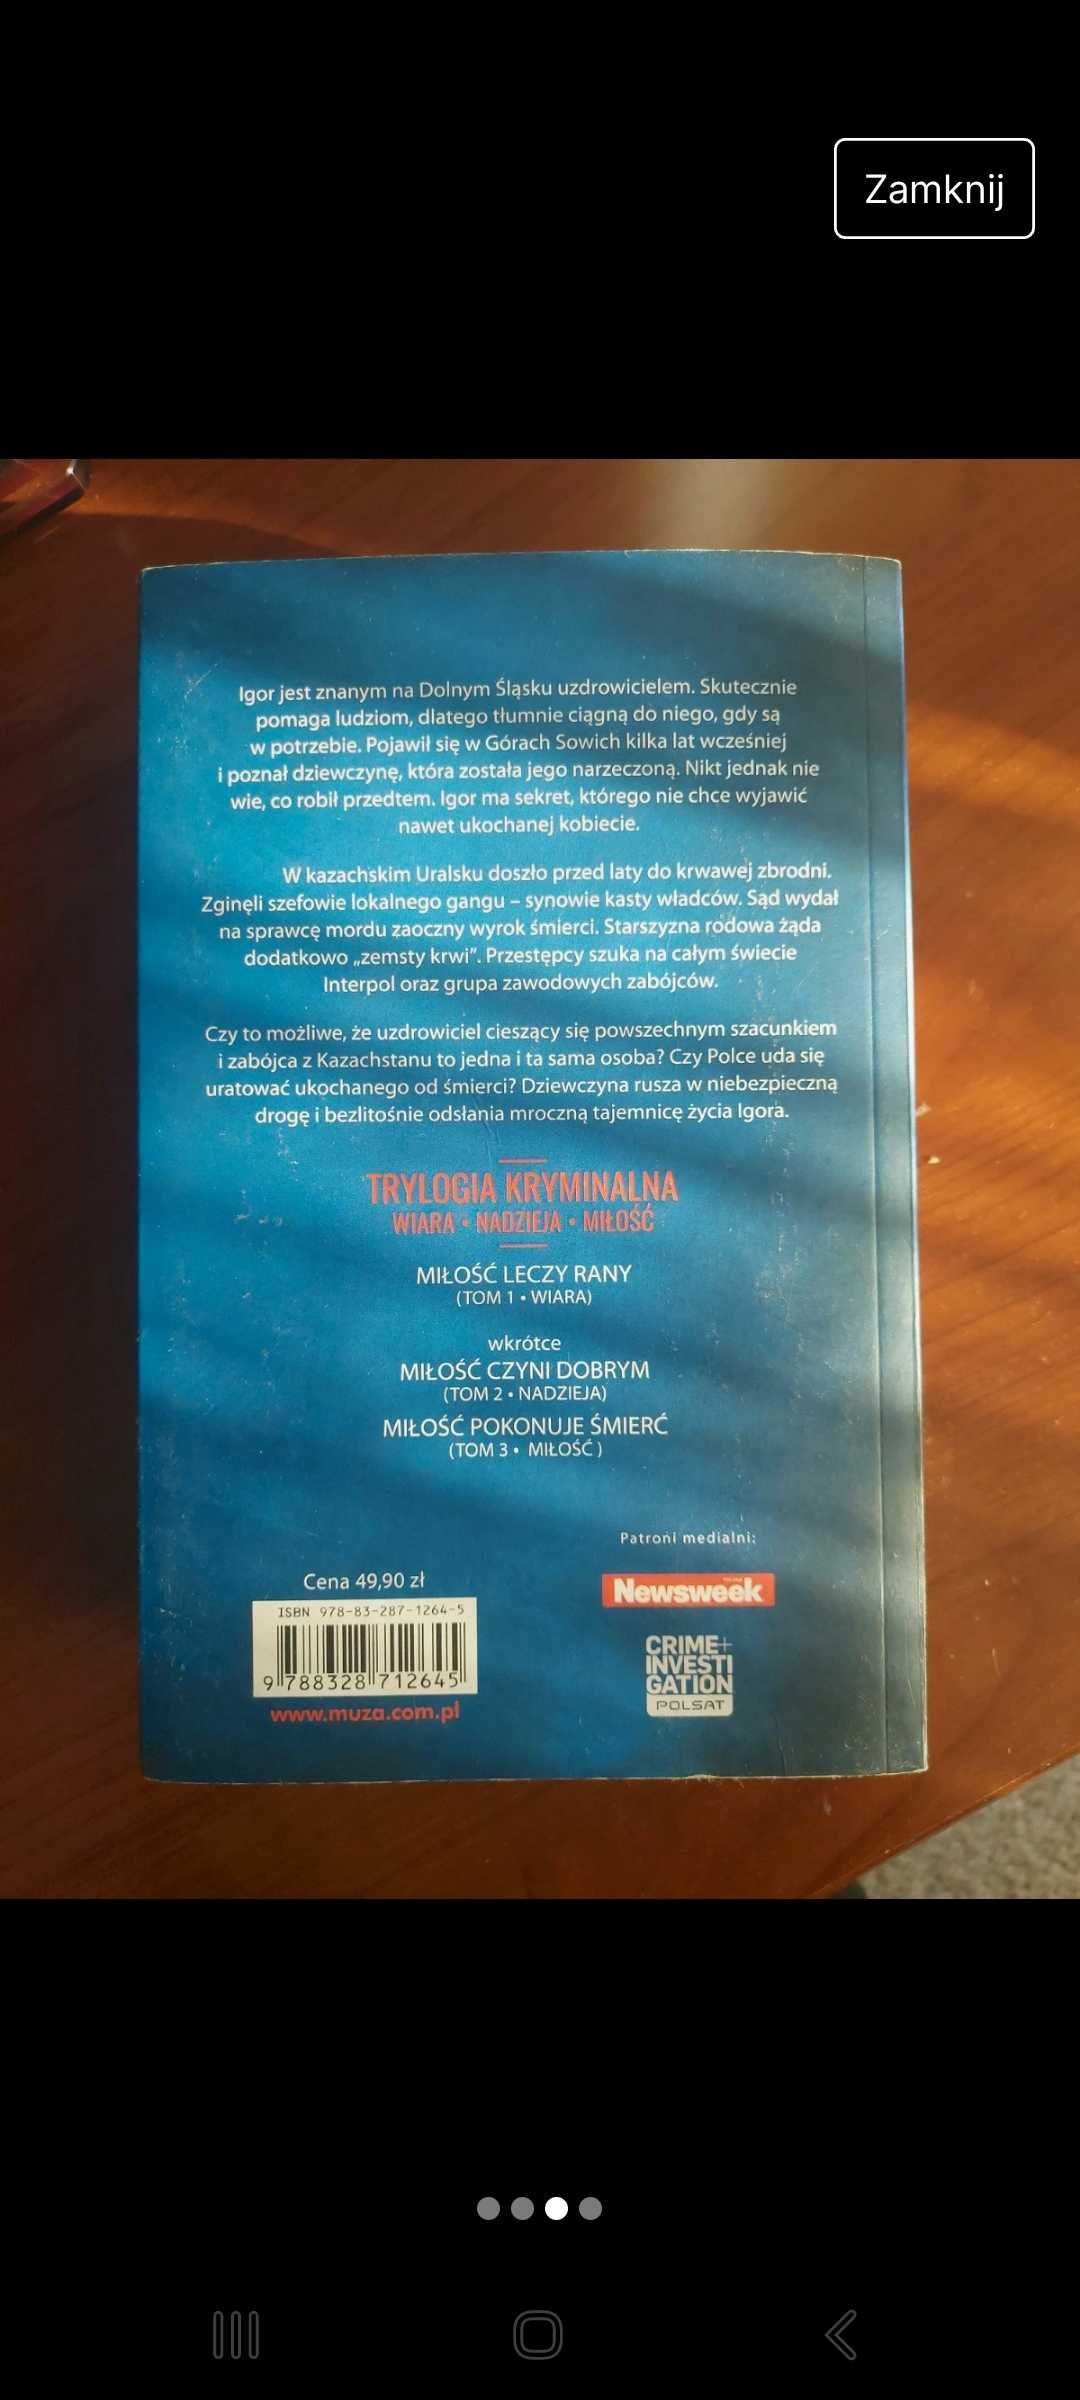 Zamknij
Igor jest znanym na Dolnym Śląsku uzdrowicielem. Skutecznie
pomaga ludziom, dlatego tłumnie ciągną do niego, gdy są
w potrzebie. Pojawił się w Górach Sowich kilka lat wcześniej
i poznał dziewczynę, która została jego narzeczoną. Nikt jednak nie
wie, co robił przedtem. Igor ma sekret, którego nie chce wyjawić
nawet ukochanej kobiecie.
W kazachskim Uralsku doszło przed laty do krwawej zbrodni.
Zginęli szefowie lokalnego gangu – synowie kasty władców. Sąd wydał
na sprawcę mordu zaoczny wyrok śmierci. Starszyzna rodowa żąda
dodatkowo „zemsty krwi”. Przestępcy szuka na całym świecie
Interpol oraz grupa zawodowych zabójców.
Czy to możliwe, że uzdrowiciel cieszący się powszechnym szacunkiem
i zabójca z Kazachstanu to jedna i ta sama osoba? Czy Polce uda się
uratować ukochanego od śmierci? Dziewczyna rusza w niebezpieczną
drogę i bezlitośnie odsłania mroczną tajemnicę życia Igora.
TRYLOGIA KRYMINALNA
WIARA • NADZIEJA • MIŁOŚĆ
MIŁOŚĆ LECZY RANY
(TOM 1 • WIARA)
wkrótce
MIŁOŚĆ CZYNI DOBRYM
(TOM 2 • NADZIEJA)
MIŁOŚĆ POKONUJE ŚMIERĆ
(TOM 3 • MIŁOŚĆ )
Patroni medialni:
Newsweek
CRIME+
INVESTI
GATION
POLSAT
Cena 49,90 zł
ISBN 978-83-287-1264-5
9 788328 712645
www.muza.com.pl